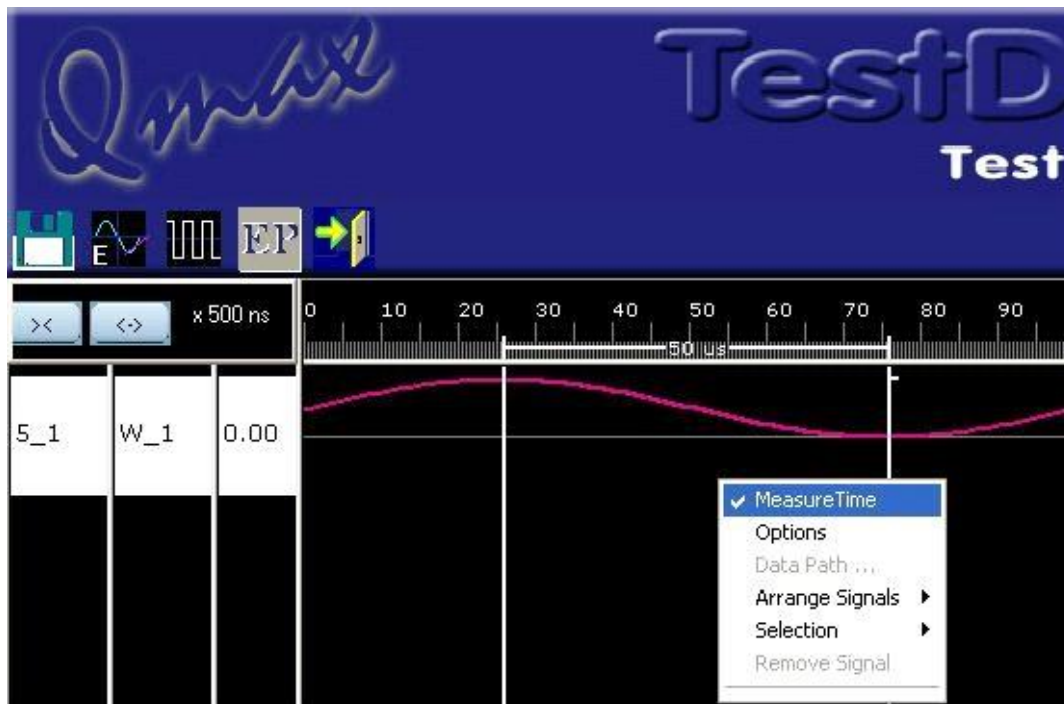 Qmax TestD
Test
E EP
>< <-> x 500 ns 0 10 20 30 40 50 60 70 80 90
50 us
S_1 W_1 0.00
MeasureTime
Options
Data Path ...
Arrange Signals
Selection
Remove Signal